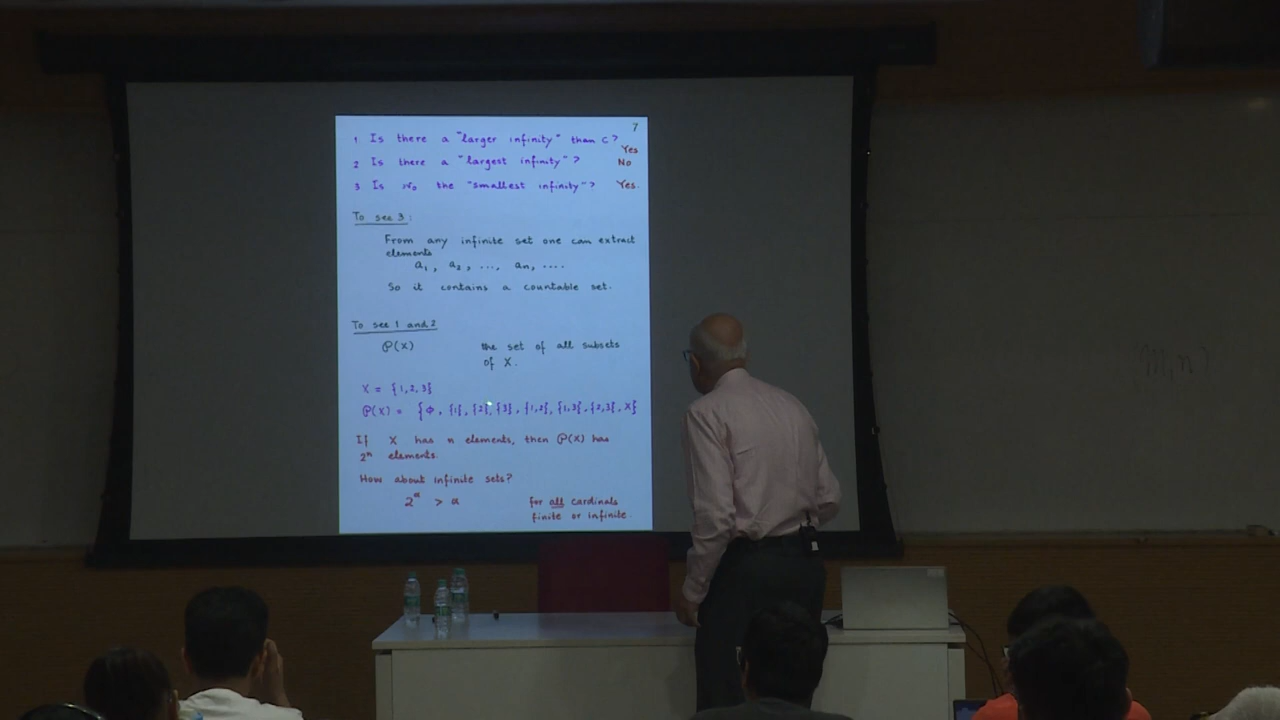 7
1 Is there a "larger infinity" than C? Yes
2 Is there a "largest infinity"? No
3 Is ℵ₀ the "smallest infinity"? Yes.
To see 3:
From any infinite set one can extract
elements
a₁, a₂, ..., aₙ, ....
So it contains a countable set.
To see 1 and 2
℘(X) the set of all subsets
of X.
X = {1,2,3}
℘(X) = {ϕ, {1}, {2}, {3}, {1,2}, {1,3}, {2,3}, X}
If X has n elements, then ℘(X) has
2ⁿ elements.
How about infinite sets?
2^α > α for all cardinals
finite or infinite.